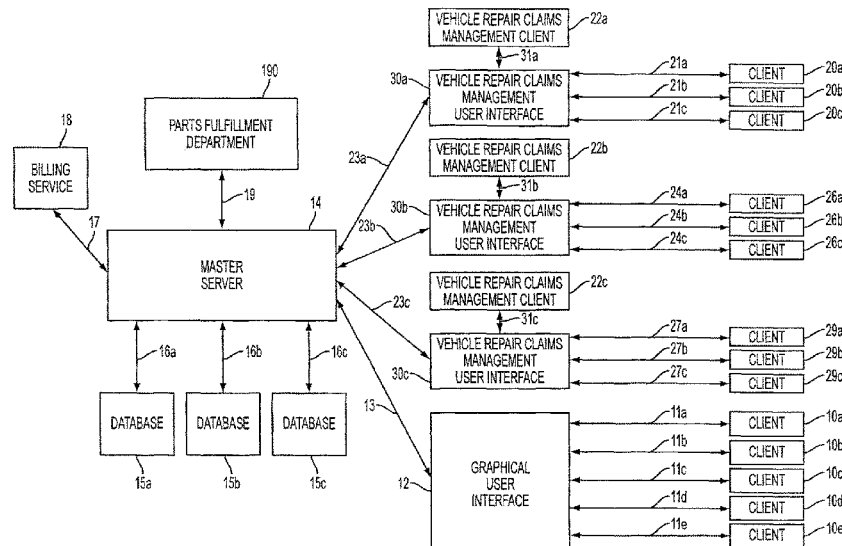 VEHICLE REPAIR CLAIMS
MANAGEMENT CLIENT
22a
31a
30a
VEHICLE REPAIR CLAIMS
MANAGEMENT
USER INTERFACE
21a
21b
21c
CLIENT
20a
CLIENT
20b
CLIENT
20c
190
PARTS FULFILLMENT
DEPARTMENT
18
BILLING
SERVICE
17
19
14
MASTER
SERVER
23a
23b
23c
VEHICLE REPAIR CLAIMS
MANAGEMENT CLIENT
22b
31b
30b
VEHICLE REPAIR CLAIMS
MANAGEMENT
USER INTERFACE
24a
24b
24c
CLIENT
26a
CLIENT
26b
CLIENT
26c
VEHICLE REPAIR CLAIMS
MANAGEMENT CLIENT
22c
31c
30c
VEHICLE REPAIR CLAIMS
MANAGEMENT
USER INTERFACE
27a
27b
27c
CLIENT
29a
CLIENT
29b
CLIENT
29c
16a
16b
16c
DATABASE
DATABASE
DATABASE
15a
15b
15c
13
12
GRAPHICAL
USER
INTERFACE
11a
11b
11c
11d
11e
CLIENT
10a
CLIENT
10b
CLIENT
10c
CLIENT
10d
CLIENT
10e